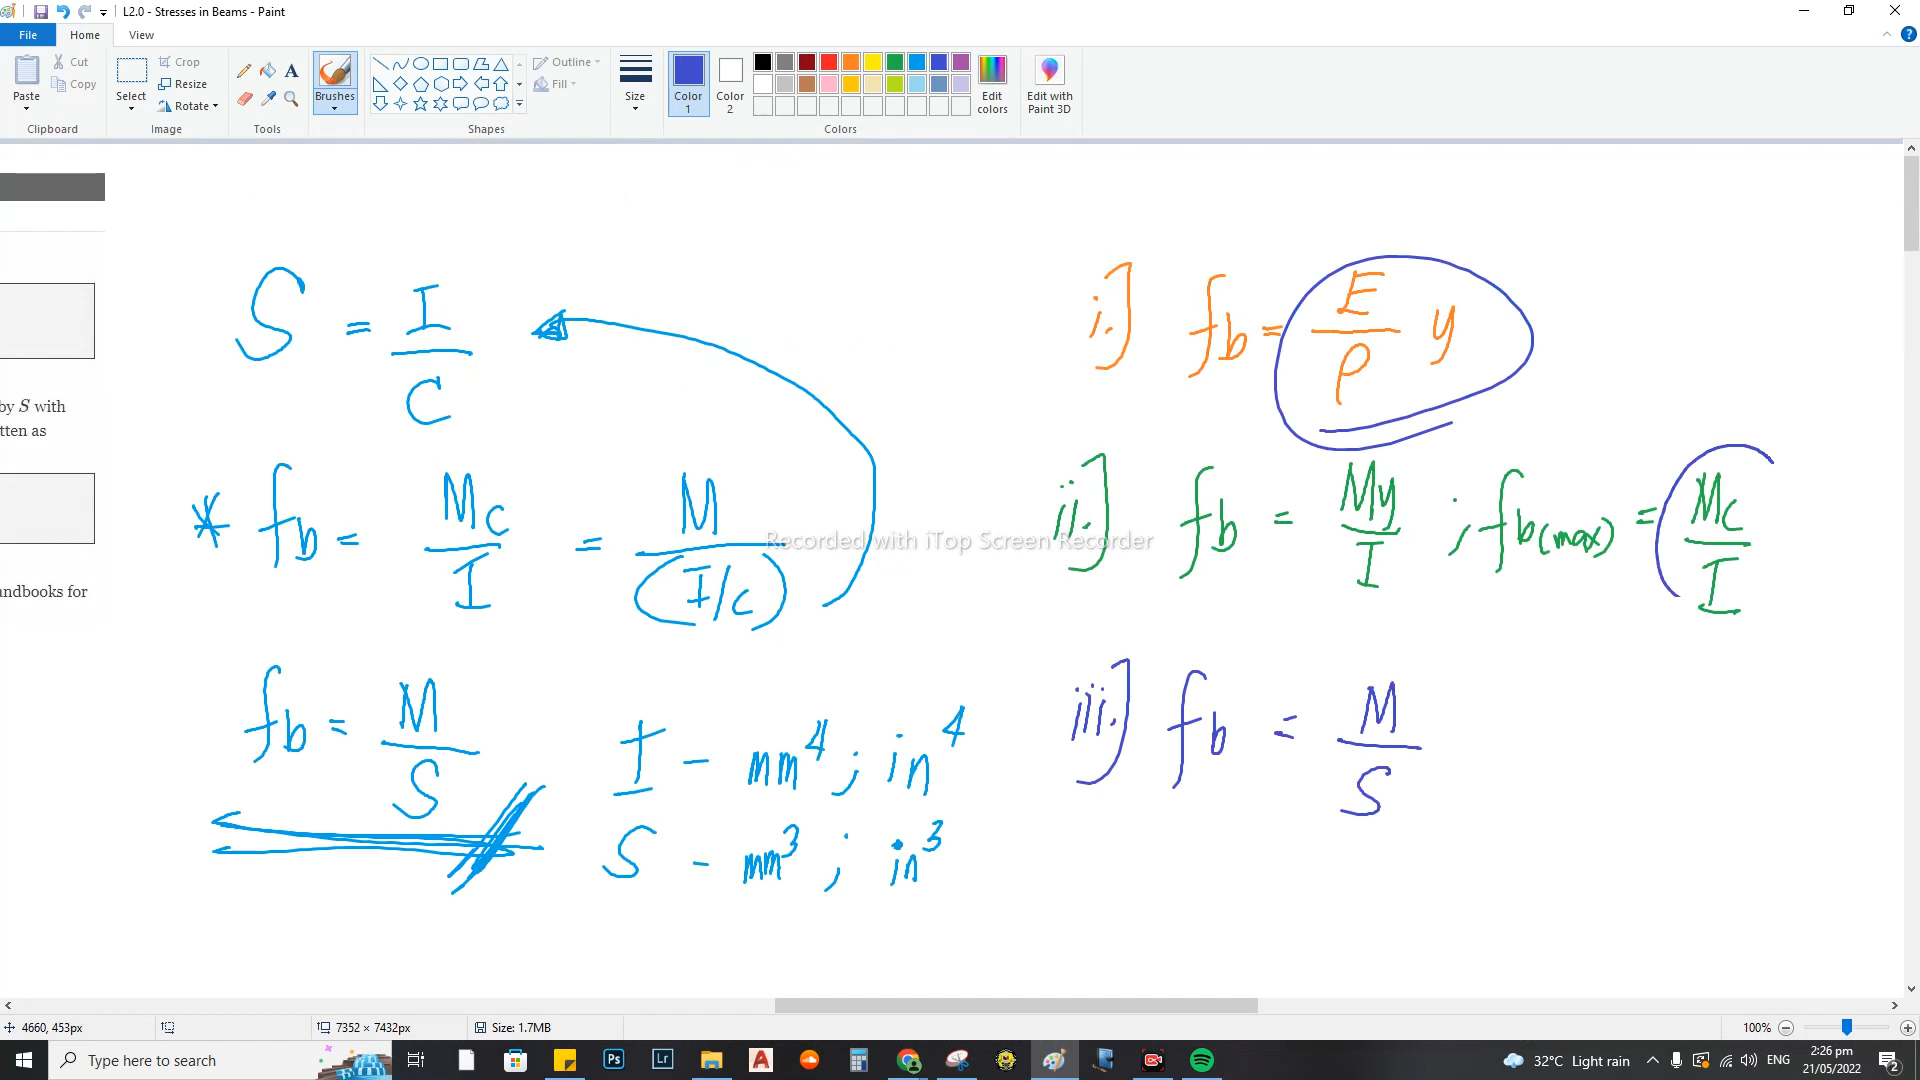 L2.0 - Stresses in Beams - Paint
File Home View
Cut
Copy
Paste
Clipboard
Crop
Resize
Rotate
Select
Image
Tools
Brushes
Outline
Fill
Shapes
Size
Color 1
Color 2
Edit colors
Edit with Paint 3D
Colors
by S with
tten as
andbooks for
S = I/C
* fb = Mc/I = M/(I/c)
fb = M/S
I - mm⁴ ; in⁴
S - mm³ ; in³
i.] fb = E/ρ y
ii.] fb = My/I ; fb(max) = Mc/I
iii.] fb = M/S
Recorded with iTop Screen Recorder
4660, 453px
7352 × 7432px
Size: 1.7MB
100%
Type here to search
Ps
Lr
A
32°C Light rain
ENG
2:26 pm
21/05/2022
2